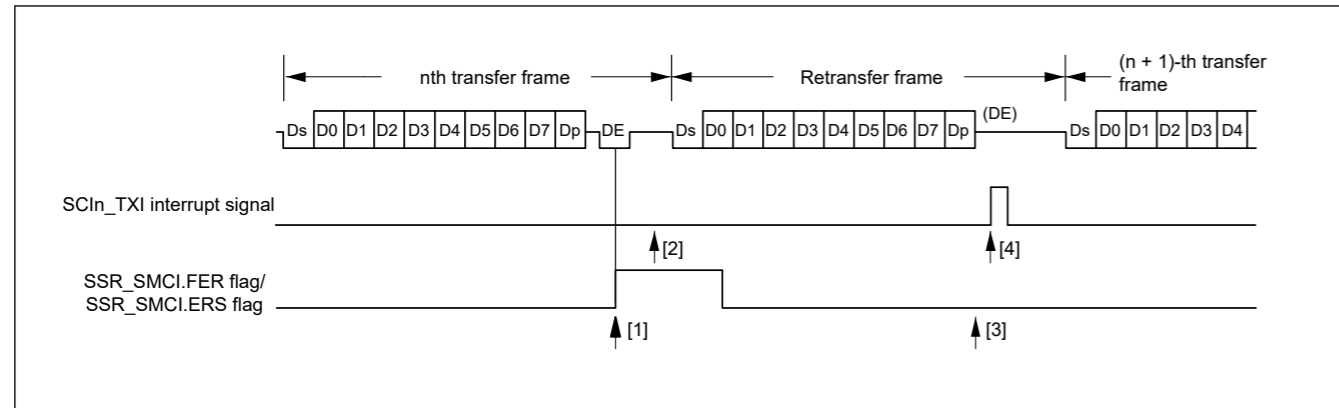 nth transfer frame
Retransfer frame
(n + 1)-th transfer
frame
Ds D0 D1 D2 D3 D4 D5 D6 D7 Dp DE Ds D0 D1 D2 D3 D4 D5 D6 D7 Dp (DE) Ds D0 D1 D2 D3 D4
SCIn_TXI interrupt signal
[2] [4]
SSR_SMCI.FER flag/
SSR_SMCI.ERS flag
[1] [3]